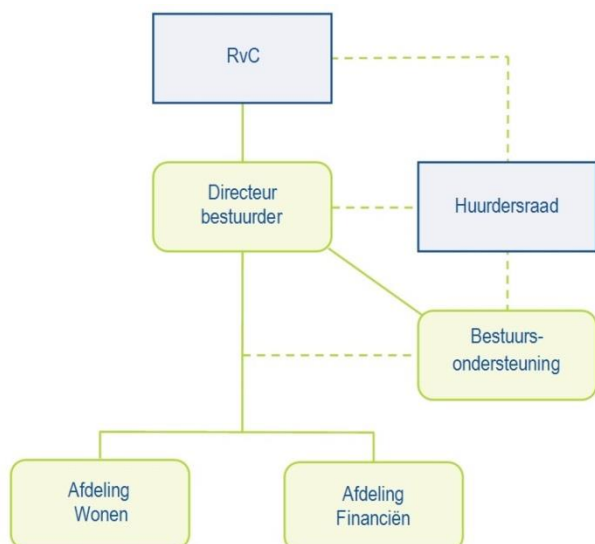 RvC
Directeur
bestuurder
Huurdersraad
Bestuurs-
ondersteuning
Afdeling
Wonen
Afdeling
Financiën